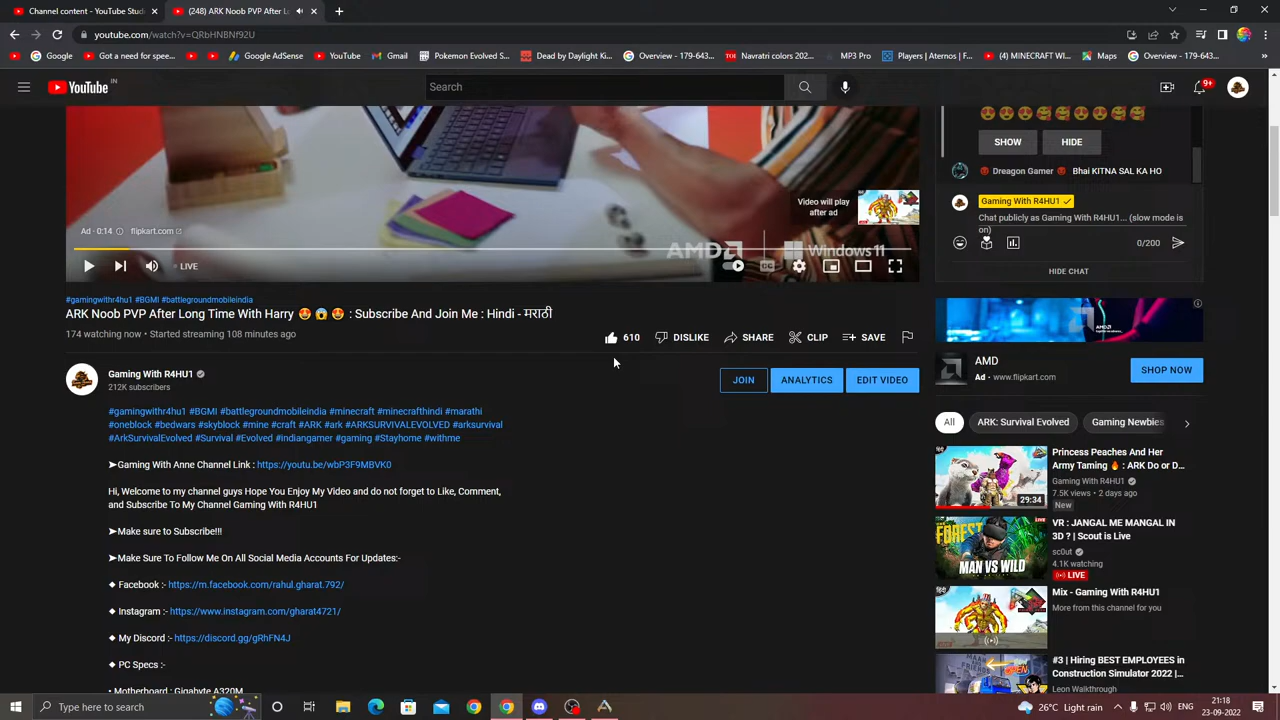 Channel content - YouTube Stud
(248) ARK Noob PVP After L
youtube.com/watch?v=QRbHNBNf92U
Google
Got a need for spee...
Google AdSense
YouTube
Gmail
Pokemon Evolved S...
Dead by Daylight Ki...
Overview - 179-643...
Navratri colors 202...
MP3 Pro
Players | Aternos |...
(4) MINECRAFT WI...
Maps
Overview - 179-643...
YouTube IN
Search
9+
SHOW
HIDE
Dreagon Gamer Bhai KITNA SAL KA HO
Video will play
after ad
Gaming With R4HU1
Chat publicly as Gaming With R4HU1... (slow mode is
on)
0/200
Ad · 0:14 flipkart.com
AMD Windows 11
LIVE
HIDE CHAT
#gamingwithr4hu1 #BGMI #battlegroundmobileindia
ARK Noob PVP After Long Time With Harry 😍 😱 😍 : Subscribe And Join Me : Hindi - मराठी
174 watching now • Started streaming 108 minutes ago
610
DISLIKE
SHARE
CLIP
SAVE
AMD
Ad • www.flipkart.com
SHOP NOW
Gaming With R4HU1
212K subscribers
JOIN
ANALYTICS
EDIT VIDEO
#gamingwithr4hu1 #BGMI #battlegroundmobileindia #minecraft #minecrafthindi #marathi
#oneblock #bedwars #skyblock #mine #craft #ARK #ark #ARKSURVIVALEVOLVED #arksurvival
#ArkSurvivalEvolved #Survival #Evolved #indiangamer #gaming #Stayhome #withme
➤Gaming With Anne Channel Link : https://youtu.be/wbP3F9MBVK0
Hi, Welcome to my channel guys Hope You Enjoy My Video and do not forget to Like, Comment,
and Subscribe To My Channel Gaming With R4HU1
➤Make sure to Subscribe!!!
➤Make Sure To Follow Me On All Social Media Accounts For Updates:-
◆ Facebook :- https://m.facebook.com/rahul.gharat.792/
◆ Instagram :- https://www.instagram.com/gharat4721/
◆ My Discord :- https://discord.gg/gRhFN4J
◆ PC Specs :-
• Motherboard : Gigabyte A320M
All
ARK: Survival Evolved
Gaming Newbies
Princess Peaches And Her
Army Taming 🔥 : ARK Do or D...
Gaming With R4HU1
7.5K views • 2 days ago
New
29:34
VR : JANGAL ME MANGAL IN
3D ? | Scout is Live
sc0ut
4.1K watching
LIVE
FOREST
MAN VS WILD
Mix - Gaming With R4HU1
More from this channel for you
#3 | Hiring BEST EMPLOYEES in
Construction Simulator 2022 |...
Leon Walkthrough
Type here to search
26°C Light rain
ENG
21:18
23-09-2022